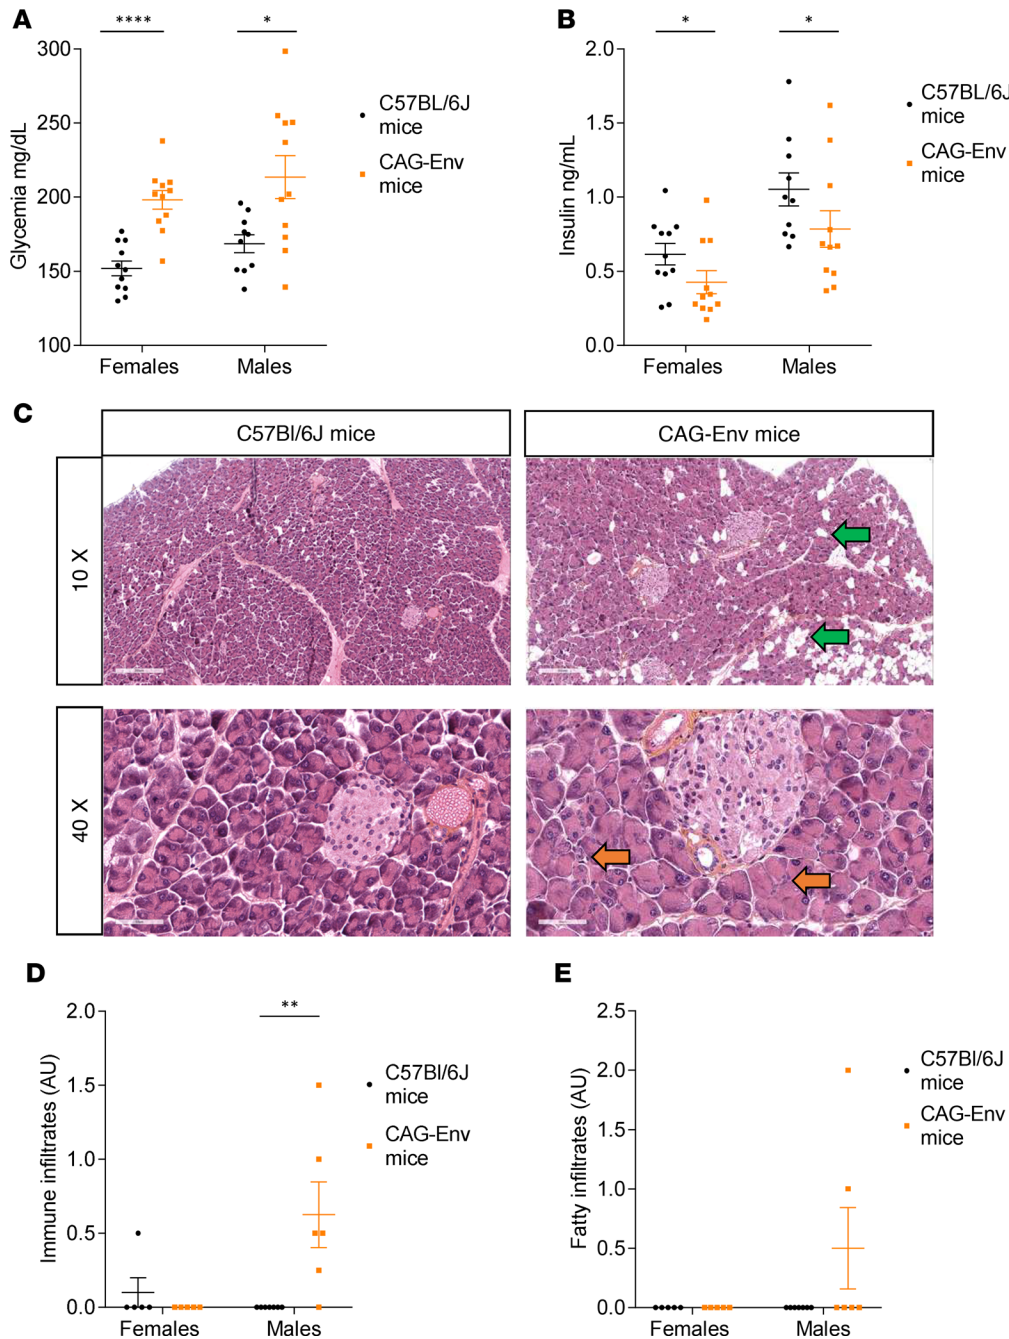 A
****
*
300
250
200
150
100
Glycemia mg/dL
Females
Males
C57BL/6J
mice
CAG-Env
mice
B
*
*
2.0
1.5
1.0
0.5
0.0
Insulin ng/mL
Females
Males
C57BL/6J
mice
CAG-Env
mice
C
C57Bl/6J mice
CAG-Env mice
10 X
40 X
D
**
2.0
1.5
1.0
0.5
0.0
Immune infiltrates (AU)
Females
Males
C57Bl/6J
mice
CAG-Env
mice
E
2.5
2.0
1.5
1.0
0.5
0.0
Fatty infiltrates (AU)
Females
Males
C57Bl/6J
mice
CAG-Env
mice